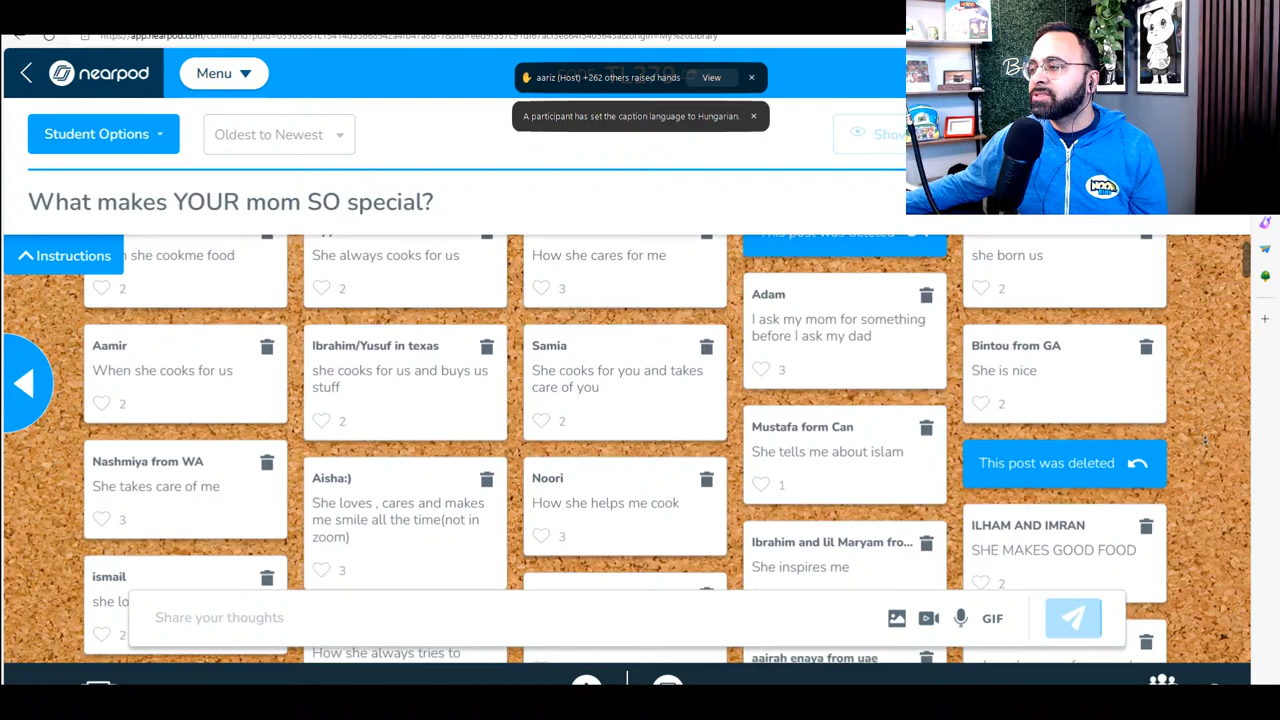 nearpod
Menu
aariz (Host) +262 others raised hands
View
A participant has set the caption language to Hungarian.
Student Options
Oldest to Newest
What makes YOUR mom SO special?
Instructions
she cookme food
2
She always cooks for us
2
How she cares for me
3
This post was deleted
she born us
2
Aamir
When she cooks for us
2
Ibrahim/Yusuf in texas
she cooks for us and buys us
stuff
2
Samia
She cooks for you and takes
care of you
2
Adam
I ask my mom for something
before I ask my dad
3
Bintou from GA
She is nice
2
Nashmiya from WA
She takes care of me
3
Aisha:)
She loves , cares and makes
me smile all the time(not in
zoom)
3
Noori
How she helps me cook
3
Mustafa form Can
She tells me about islam
1
This post was deleted
ismail
she lo
2
How she always tries to
Ibrahim and lil Maryam fro...
She inspires me
ILHAM AND IMRAN
SHE MAKES GOOD FOOD
2
aairah enaya from uae
Share your thoughts
GIF
NOOR